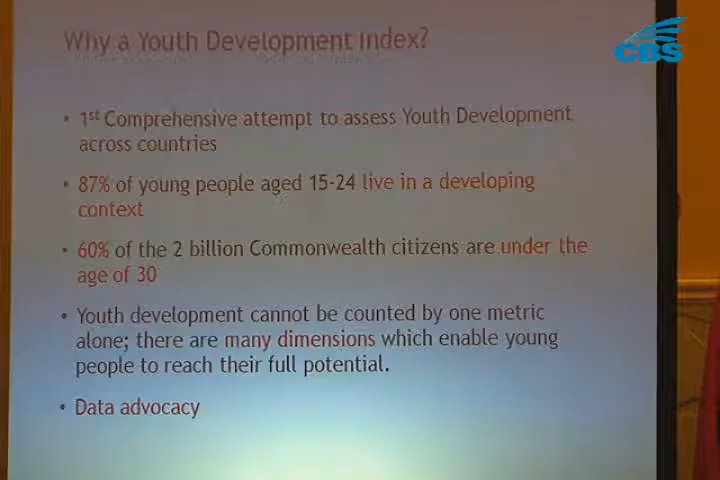 Why a Youth Development Index?
CBS
• 1st Comprehensive attempt to assess Youth Development
across countries
• 87% of young people aged 15-24 live in a developing
context
• 60% of the 2 billion Commonwealth citizens are under the
age of 30
• Youth development cannot be counted by one metric
alone; there are many dimensions which enable young
people to reach their full potential.
• Data advocacy